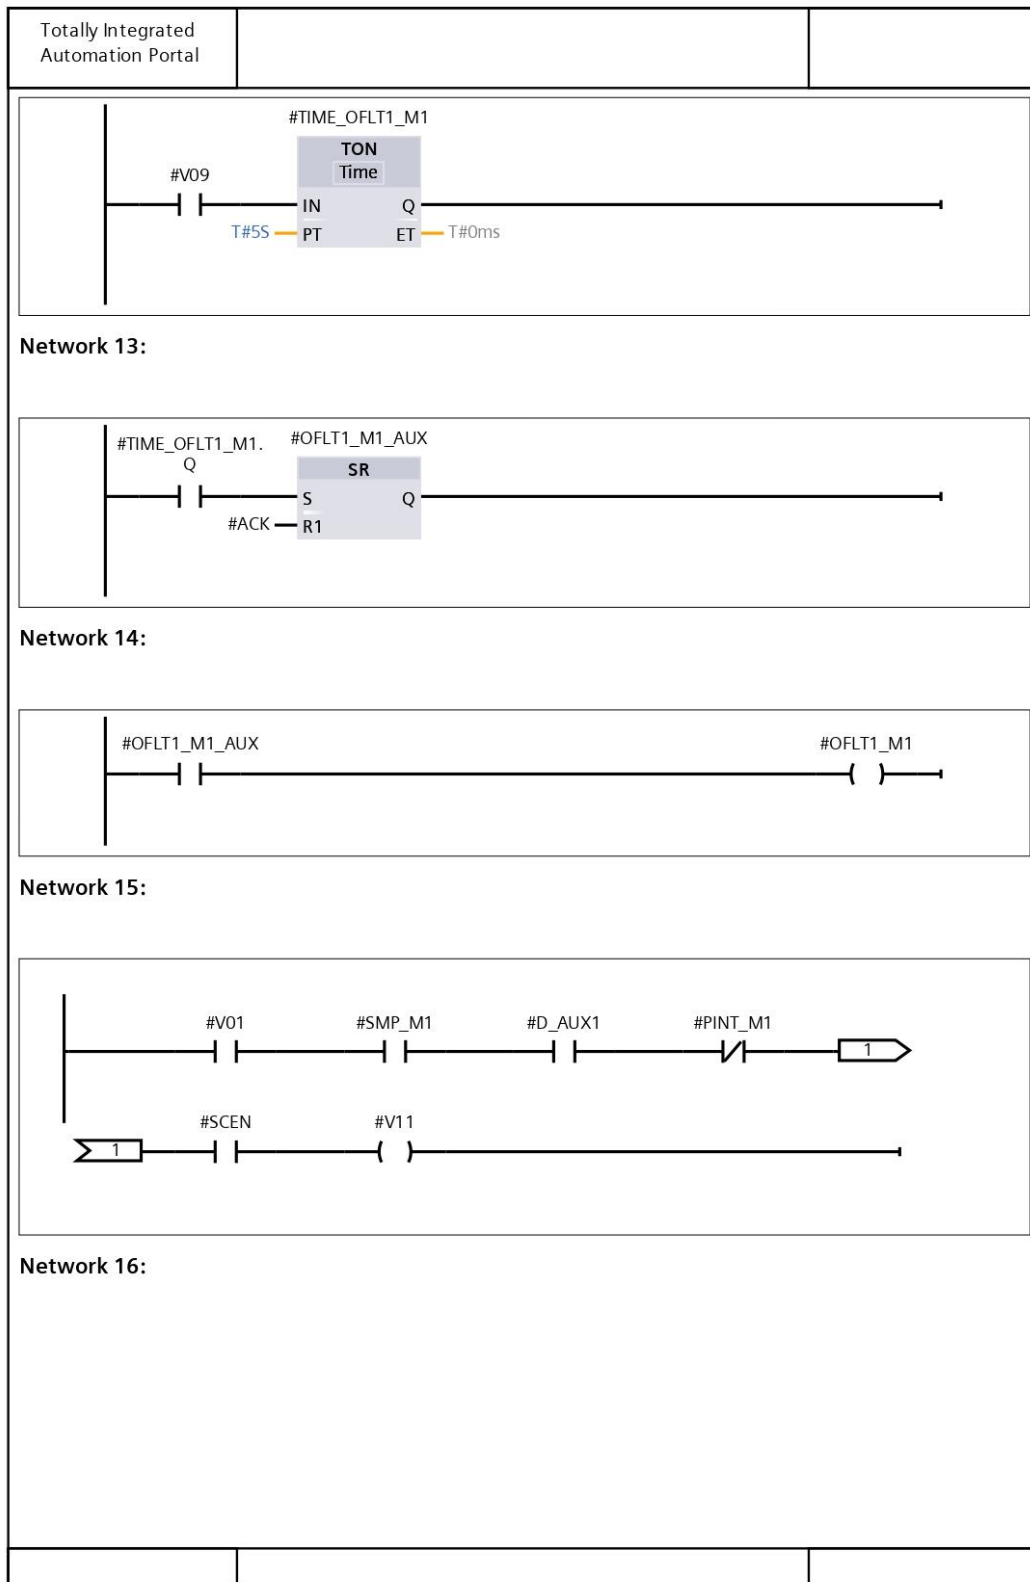 Totally Integrated
Automation Portal
#TIME_OFLT1_M1
TON
Time
#V09
IN Q
T#5S PT ET T#0ms
Network 13:
#TIME_OFLT1_M1. #OFLT1_M1_AUX
Q SR
S Q
#ACK R1
Network 14:
#OFLT1_M1_AUX #OFLT1_M1
Network 15:
#V01 #SMP_M1 #D_AUX1 #PINT_M1
1
#SCEN #V11
1
Network 16: